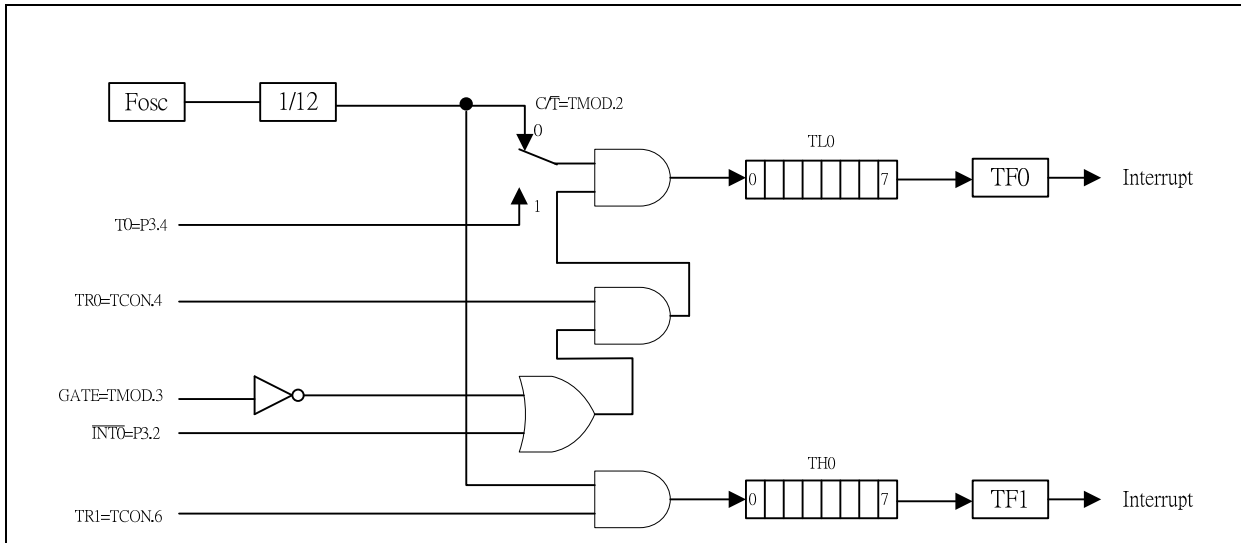 Fosc
1/12
C/T̅=TMOD.2
0
1
T0=P3.4
TL0
0 7
TF0
Interrupt
TR0=TCON.4
GATE=TMOD.3
I̅N̅T̅0̅=P3.2
TR1=TCON.6
TH0
0 7
TF1
Interrupt